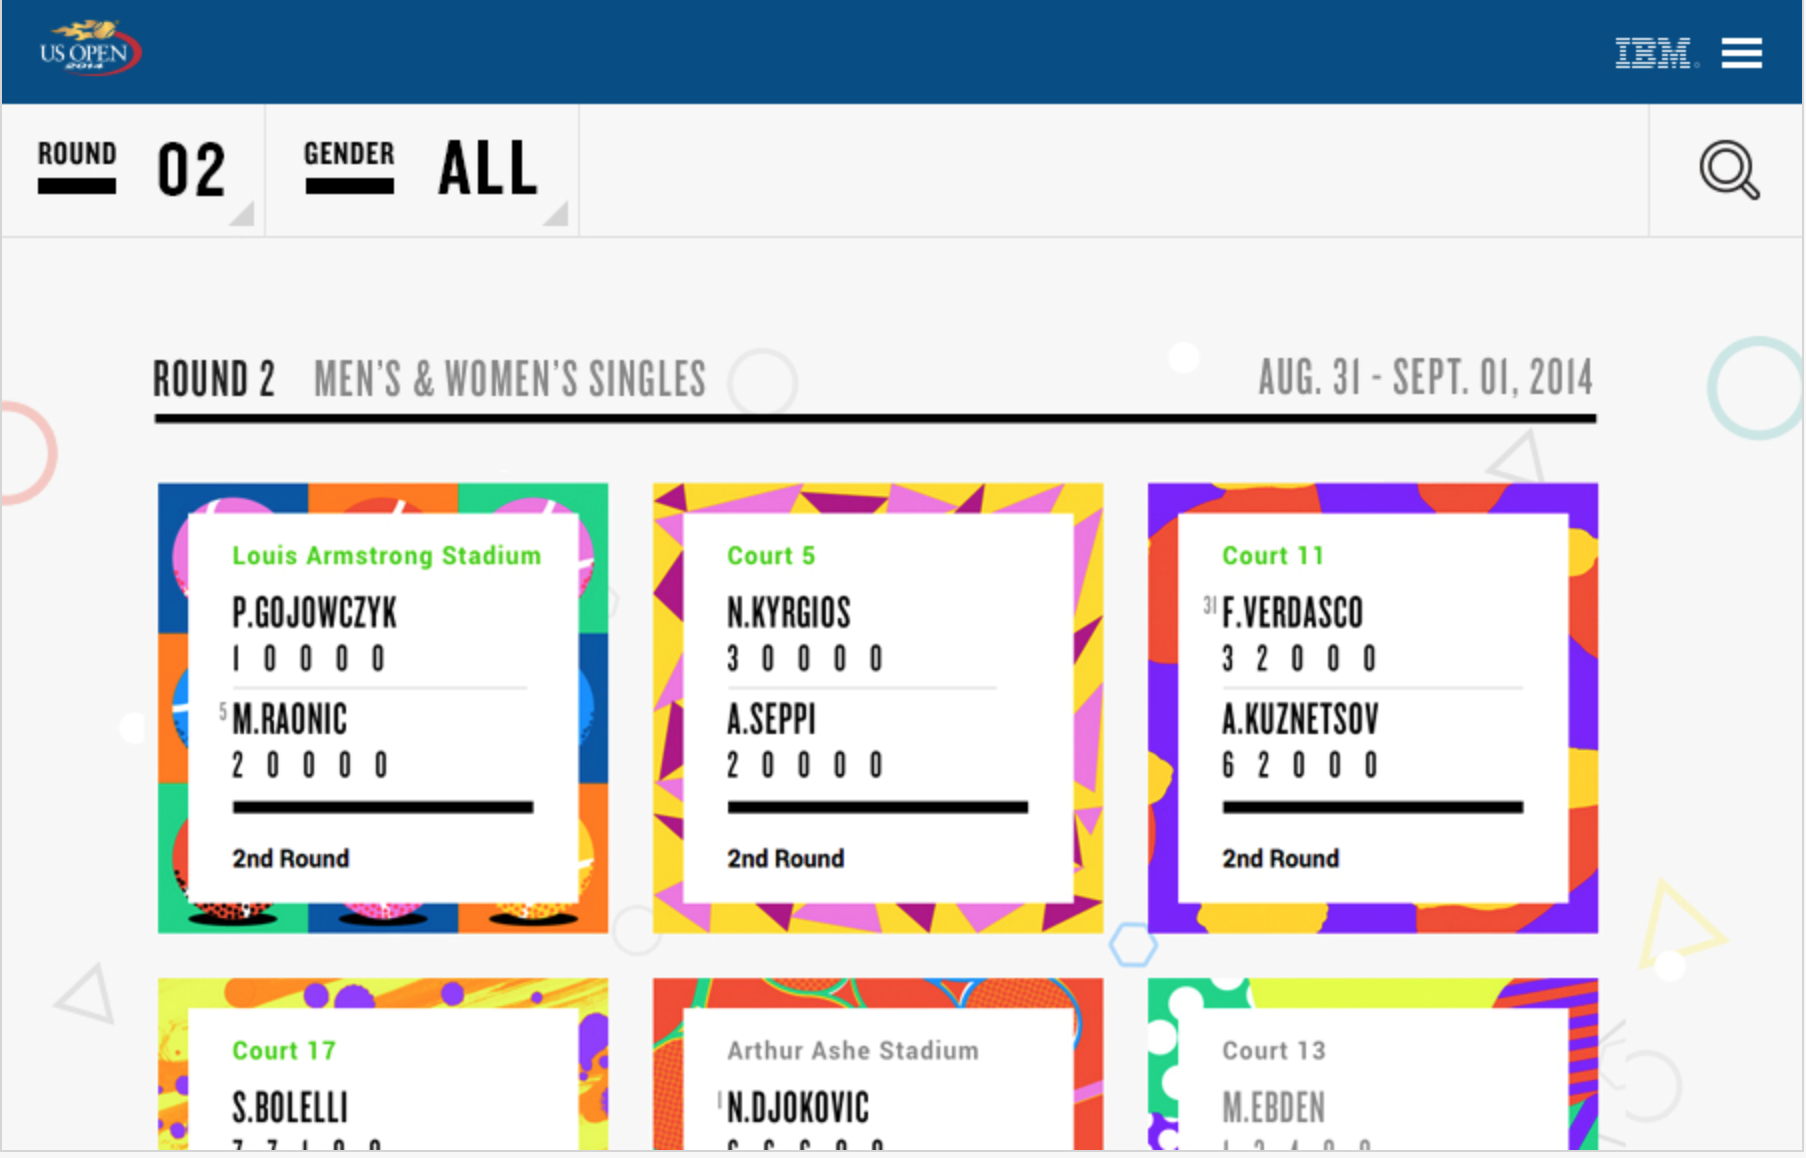 US OPEN
2014
IBM
ROUND 02 GENDER ALL
ROUND 2 MEN'S & WOMEN'S SINGLES AUG. 31 - SEPT. 01, 2014
Louis Armstrong Stadium
P.GOJOWCZYK
1 0 0 0 0
5 M.RAONIC
2 0 0 0 0
2nd Round
Court 5
N.KYRGIOS
3 0 0 0 0
A.SEPPI
2 0 0 0 0
2nd Round
Court 11
31 F.VERDASCO
3 2 0 0 0
A.KUZNETSOV
6 2 0 0 0
2nd Round
Court 17
S.BOLELLI
Arthur Ashe Stadium
1 N.DJOKOVIC
Court 13
M.EBDEN